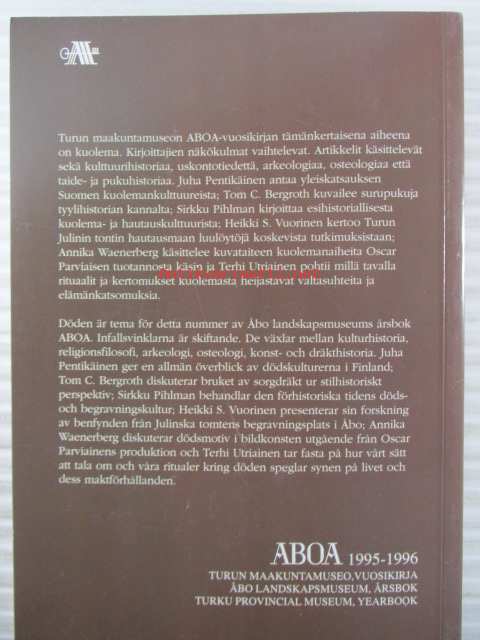 Turun maakuntamuseon ABOA-vuosikirjan tämänkertaisena aiheena
on kuolema. Kirjoittajien näkökulmat vaihtelevat. Artikkelit käsittelevät
sekä kulttuurihistoriaa, uskontotiedettä, arkeologiaa, osteologiaa että
taide- ja pukuhistoriaa. Juha Pentikäinen antaa yleiskatsauksen
Suomen kuolemankulttuureista; Tom C. Bergroth kuvailee surupukuja
tyylihistorian kannalta; Sirkku Pihlman kirjoittaa esihistoriallisesta
kuolema- ja hautauskulttuurista; Heikki S. Vuorinen kertoo Turun
Julinin tontin hautausmaan luulöytöjä koskevista tutkimuksistaan;
Annika Waenerberg käsittelee kuvataiteen kuolemanaiheita Oscar
Parviaisen tuotannosta käsin ja Terhi Utriainen pohtii millä tavalla
rituaalit ja kertomukset kuolemasta heijastavat valtasuhteita ja
elämänkatsomuksia.
Döden är tema för detta nummer av Åbo landskapsmuseums årsbok
ABOA. Infallsvinklarna är skiftande. De växlar mellan kulturhistoria,
religionsfilosofi, arkeologi, osteologi, konst- och dräkthistoria. Juha
Pentikäinen ger en allmän överblick av dödskulturerna i Finland;
Tom C. Bergroth diskuterar bruket av sorgdräkt ur stilhistoriskt
perspektiv; Sirkku Pihlman behandlar den förhistoriska tidens döds-
och begravningskultur; Heikki S. Vuorinen presenterar sin forskning
av benfynden från Julinska tomtens begravningsplats i Åbo; Annika
Waenerberg diskuterar dödsmotiv i bildkonsten utgående från Oscar
Parviainens produktion och Terhi Utriainen tar fasta på hur vårt sätt
att tala om och våra ritualer kring döden speglar synen på livet och
dess maktförhållanden.
ABOA 1995-1996
TURUN MAAKUNTAMUSEO, VUOSIKIRJA
ÅBO LANDSKAPSMUSEUM, ÅRSBOK
TURKU PROVINCIAL MUSEUM, YEARBOOK